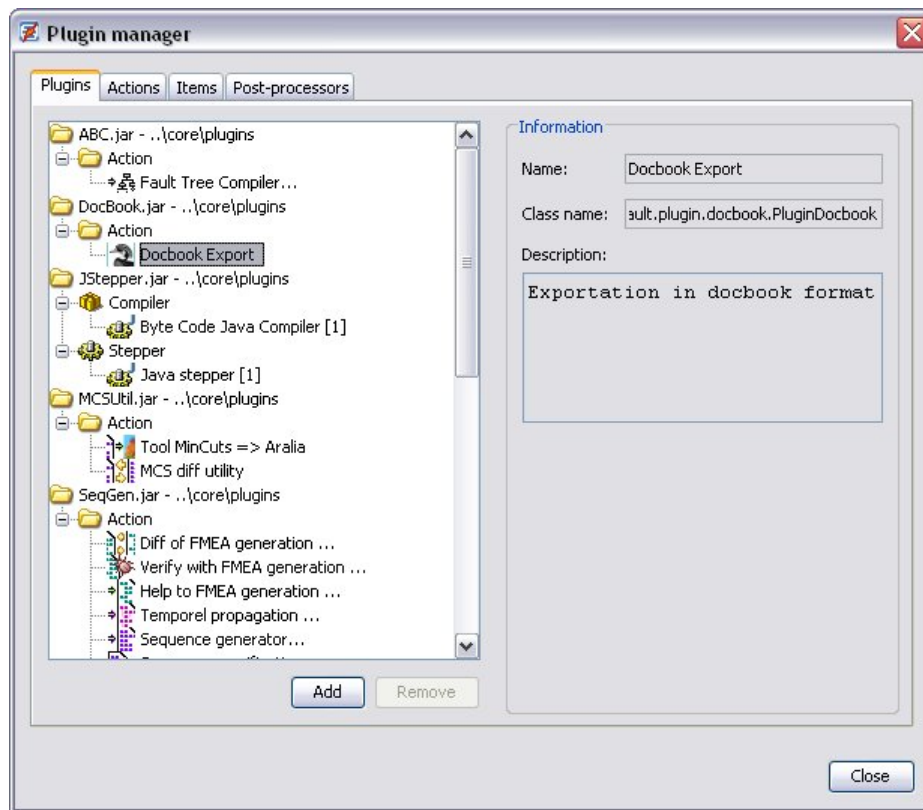 Plugin manager
Plugins Actions Items Post-processors
ABC.jar - ..\core\plugins
Action
Fault Tree Compiler...
DocBook.jar - ..\core\plugins
Action
Docbook Export
JStepper.jar - ..\core\plugins
Compiler
Byte Code Java Compiler [1]
Stepper
Java stepper [1]
MCSUtil.jar - ..\core\plugins
Action
Tool MinCuts => Aralia
MCS diff utility
SeqGen.jar - ..\core\plugins
Action
Diff of FMEA generation ...
Verify with FMEA generation ...
Help to FMEA generation ...
Temporel propagation ...
Sequence generator...
Add Remove
Information
Name: Docbook Export
Class name: ault.plugin.docbook.PluginDocbook
Description:
Exportation in docbook format
Close